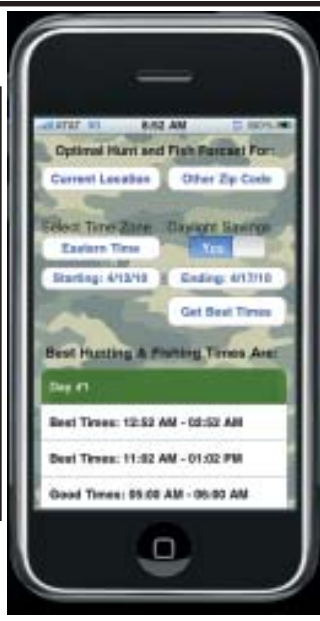 AT&T 3G 8:52 AM 100%
Optimal Hunt and Fish Forcast For:
Current Location Other Zip Code
Select Time Zone Daylight Savings
Eastern Time Yes
Starting: 4/13/10 Ending: 4/17/10
Get Best Times
Best Hunting & Fishing Times Are:
Day #1
Best Times: 12:52 AM - 02:52 AM
Best Times: 11:02 AM - 01:02 PM
Good Times: 05:00 AM - 06:00 AM